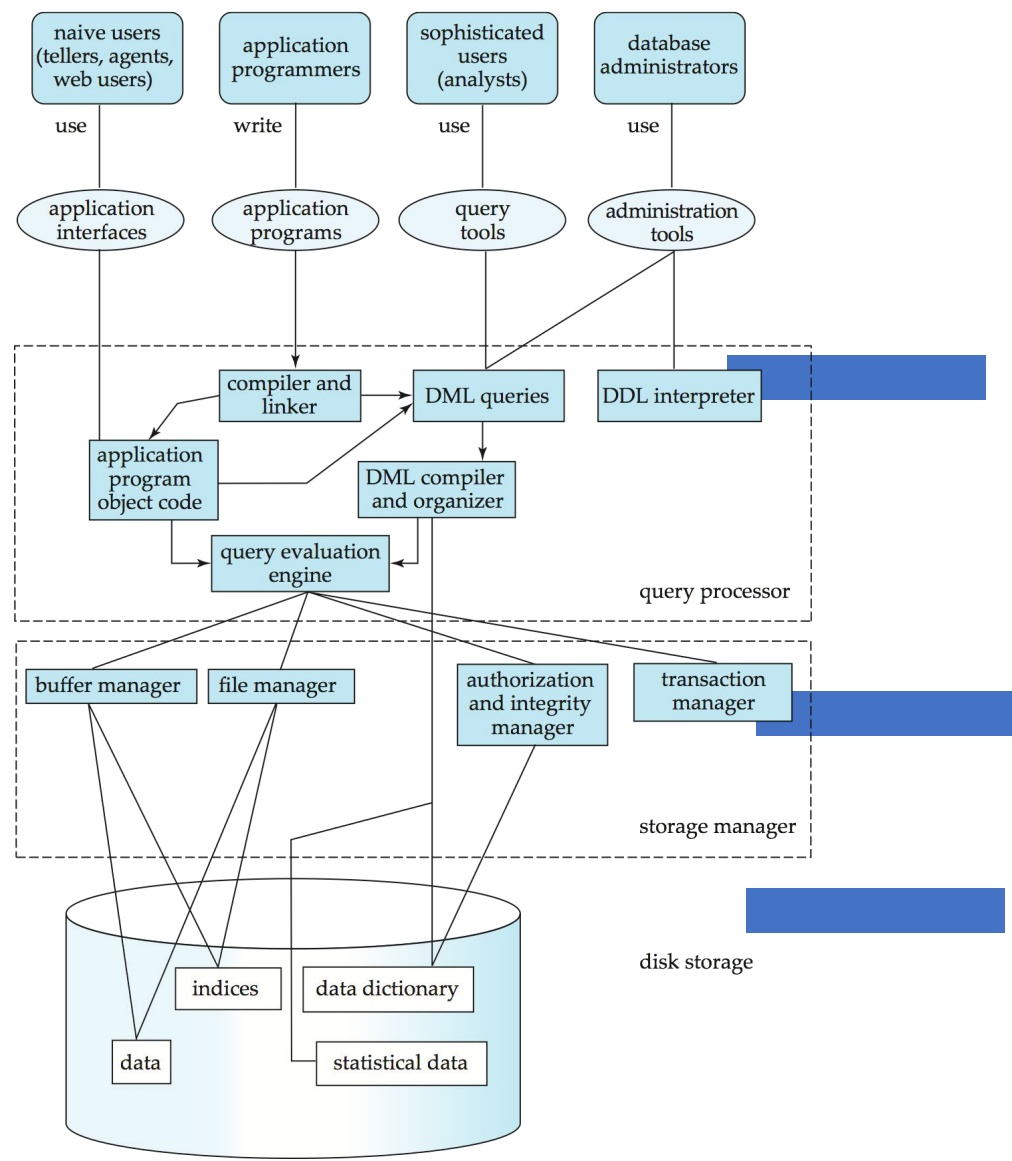 naive users
(tellers, agents,
web users)
application
programmers
sophisticated
users
(analysts)
database
administrators
use
write
use
use
application
interfaces
application
programs
query
tools
administration
tools
compiler and
linker
DML queries
DDL interpreter
application
program
object code
DML compiler
and organizer
query evaluation
engine
query processor
buffer manager
file manager
authorization
and integrity
manager
transaction
manager
storage manager
disk storage
indices
data dictionary
data
statistical data